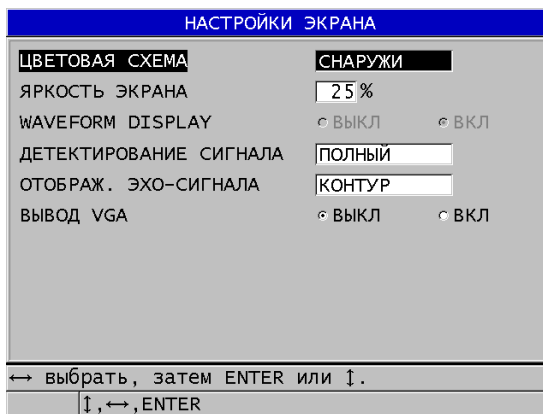 НАСТРОЙКИ ЭКРАНА
ЦВЕТОВАЯ СХЕМА СНАРУЖИ
ЯРКОСТЬ ЭКРАНА 25%
WAVEFORM DISPLAY ВЫКЛ ВКЛ
ДЕТЕКТИРОВАНИЕ СИГНАЛА ПОЛНЫЙ
ОТОБРАЖ. ЭХО-СИГНАЛА КОНТУР
ВЫВОД VGA ВЫКЛ ВКЛ
↔ выбрать, затем ENTER или ↕.
↕,↔,ENTER